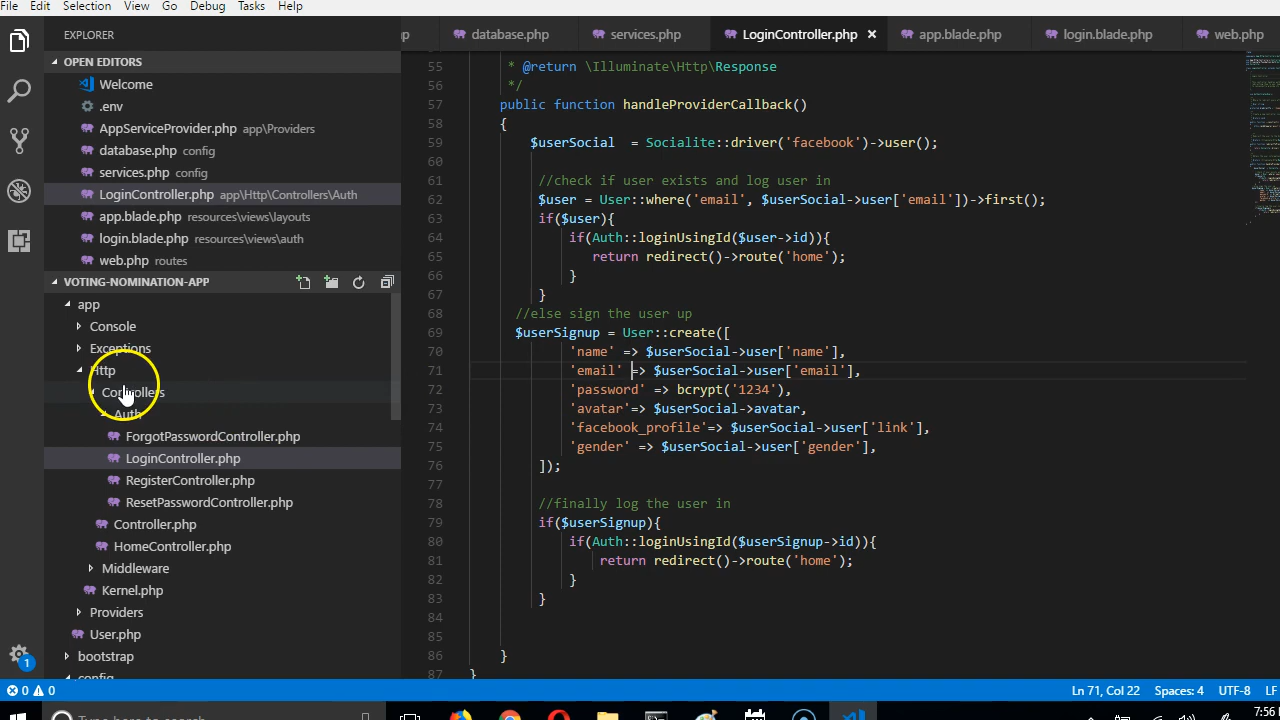 File Edit Selection View Go Debug Tasks Help
EXPLORER
OPEN EDITORS
Welcome
.env
AppServiceProvider.php app\Providers
database.php config
services.php config
LoginController.php app\Http\Controllers\Auth
app.blade.php resources\views\layouts
login.blade.php resources\views\auth
web.php routes
VOTING-NOMINATION-APP
app
Console
Exceptions
Http
Controllers
Auth
ForgotPasswordController.php
LoginController.php
RegisterController.php
ResetPasswordController.php
Controller.php
HomeController.php
Middleware
Kernel.php
Providers
User.php
bootstrap
config
database.php services.php LoginController.php app.blade.php login.blade.php web.php
55 * @return \Illuminate\Http\Response
56 */
57 public function handleProviderCallback()
58 {
59 $userSocial = Socialite::driver('facebook')->user();
60
61 //check if user exists and log user in
62 $user = User::where('email', $userSocial->user['email'])->first();
63 if($user){
64 if(Auth::loginUsingId($user->id)){
65 return redirect()->route('home');
66 }
67 }
68 //else sign the user up
69 $userSignup = User::create([
70 'name' => $userSocial->user['name'],
71 'email' => $userSocial->user['email'],
72 'password' => bcrypt('1234'),
73 'avatar'=> $userSocial->avatar,
74 'facebook_profile'=> $userSocial->user['link'],
75 'gender' => $userSocial->user['gender'],
76 ]);
77
78 //finally log the user in
79 if($userSignup){
80 if(Auth::loginUsingId($userSignup->id)){
81 return redirect()->route('home');
82 }
83 }
84
85
86 }
87 }
0 0 Ln 71, Col 22 Spaces: 4 UTF-8 LF
1
Type here to search
7:56